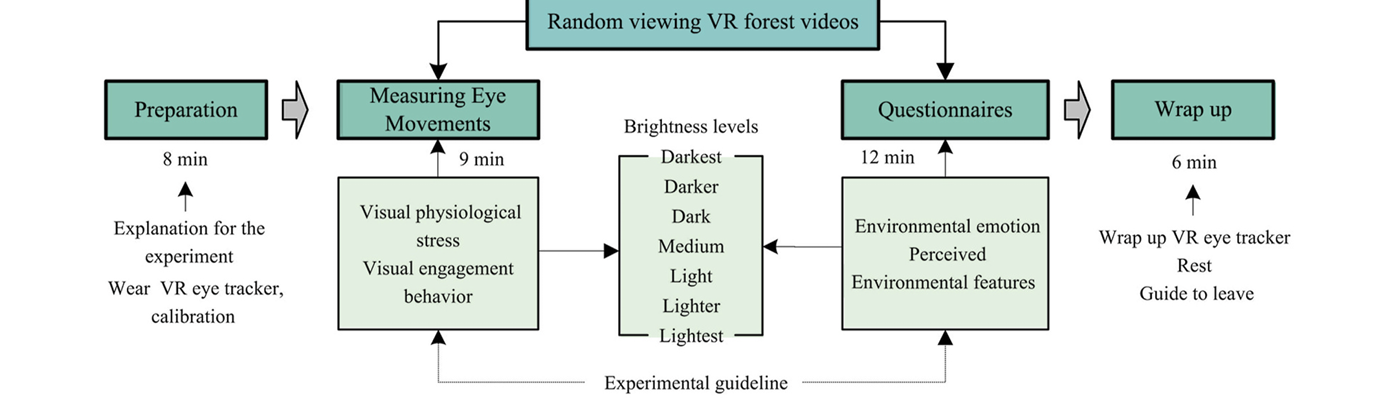 Random viewing VR forest videos
Preparation
Measuring Eye
Movements
Questionnaires
Wrap up
8 min
Explanation for the
experiment
Wear VR eye tracker,
calibration
9 min
Visual physiological
stress
Visual engagement
behavior
Brightness levels
Darkest
Darker
Dark
Medium
Light
Lighter
Lightest
12 min
Environmental emotion
Perceived
Environmental features
6 min
Wrap up VR eye tracker
Rest
Guide to leave
Experimental guideline